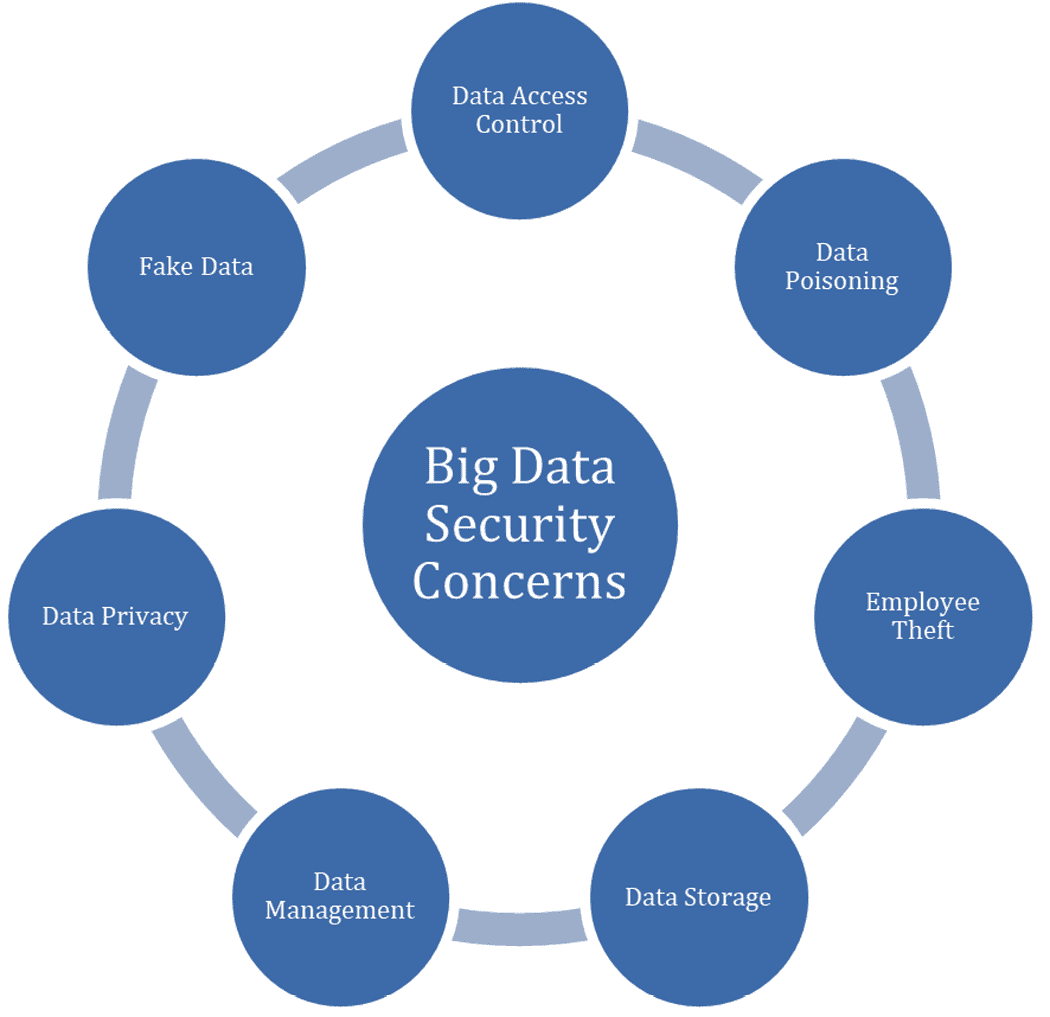 Data Access
Control
Data
Poisoning
Employee
Theft
Data Storage
Data
Management
Data Privacy
Fake Data
Big Data
Security
Concerns